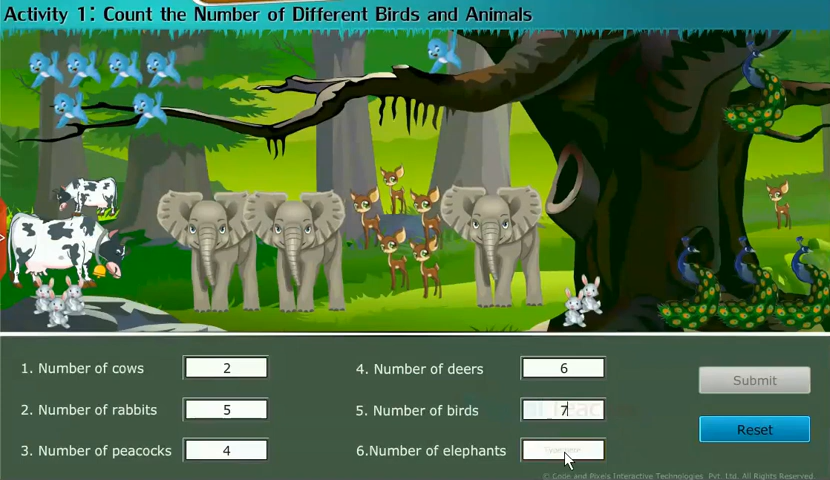 Activity 1: Count the Number of Different Birds and Animals
1. Number of cows 2
4. Number of deers 6
Submit
2. Number of rabbits 5
5. Number of birds 7
Reset
3. Number of peacocks 4
6.Number of elephants
© Code and Pixels Interactive Technologies. Pvt. Ltd. All Rights Reserved.